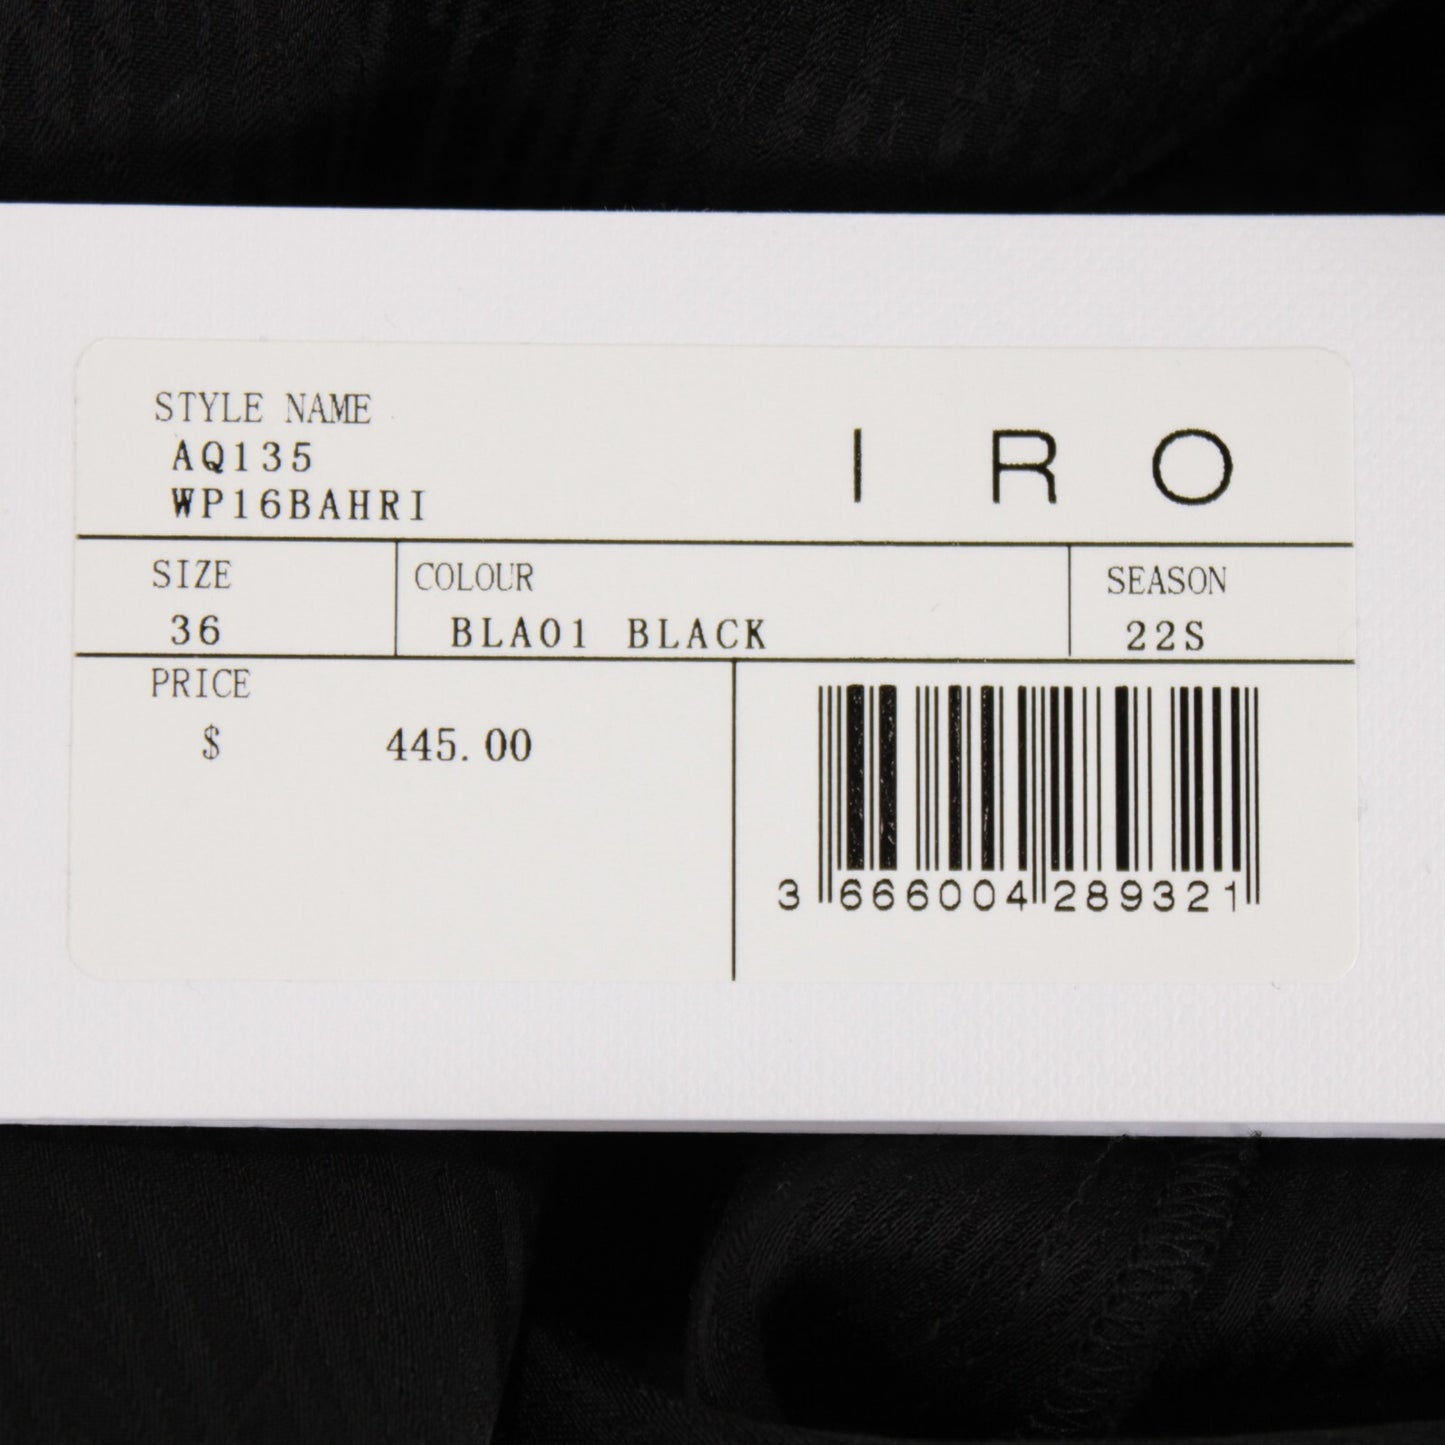 STYLE NAME
AQ135
WP16BAHRI
IRO
SIZE
36
COLOUR
BLA01 BLACK
SEASON
22S
PRICE
$ 445.00
3 666004 289321